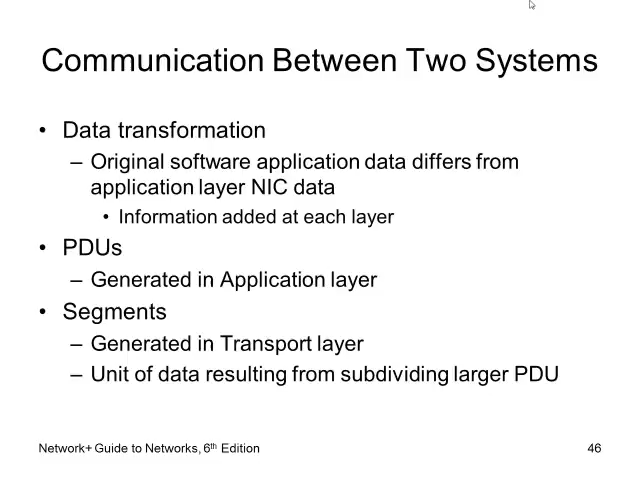 Communication Between Two Systems
• Data transformation
– Original software application data differs from
application layer NIC data
• Information added at each layer
• PDUs
– Generated in Application layer
• Segments
– Generated in Transport layer
– Unit of data resulting from subdividing larger PDU
Network+ Guide to Networks, 6th Edition
46